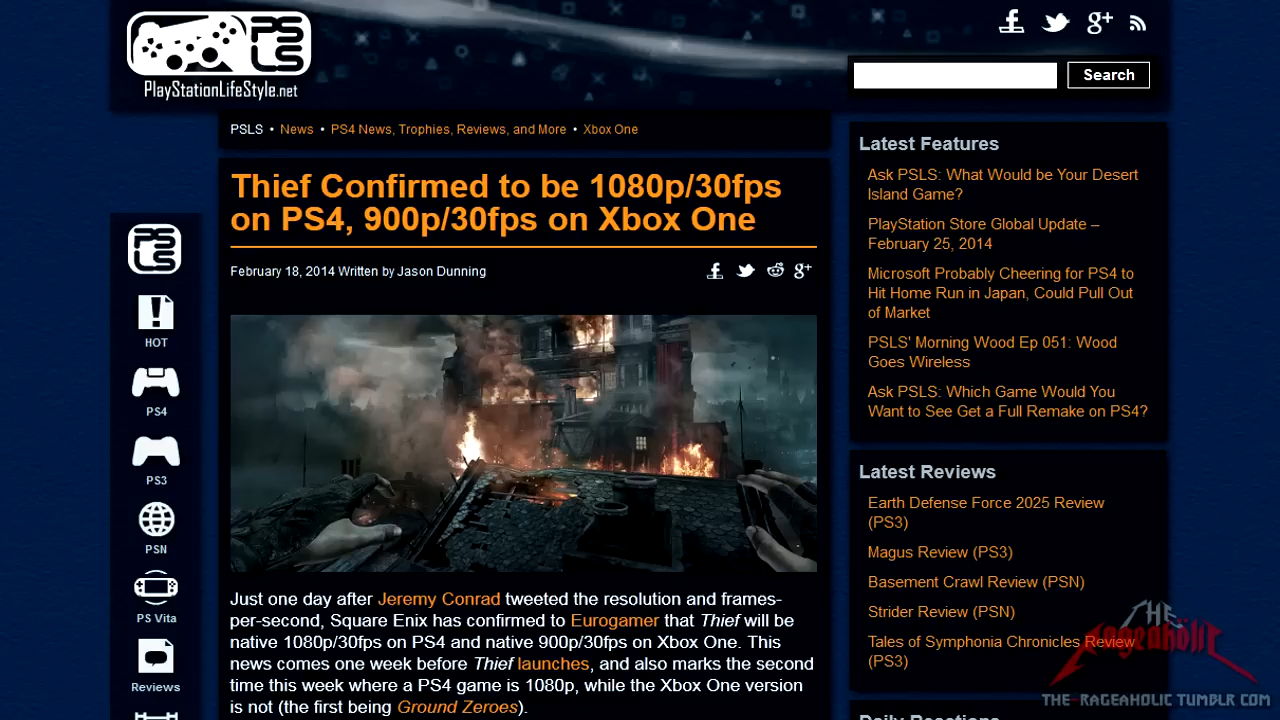 PS
LS
PlayStationLifeStyle.net
Search
PSLS • News • PS4 News, Trophies, Reviews, and More • Xbox One
Thief Confirmed to be 1080p/30fps
on PS4, 900p/30fps on Xbox One
February 18, 2014 Written by Jason Dunning
Just one day after Jeremy Conrad tweeted the resolution and frames-
per-second, Square Enix has confirmed to Eurogamer that Thief will be
native 1080p/30fps on PS4 and native 900p/30fps on Xbox One. This
news comes one week before Thief launches, and also marks the second
time this week where a PS4 game is 1080p, while the Xbox One version
is not (the first being Ground Zeroes).
PS
LS
HOT
PS4
PS3
PSN
PS Vita
Reviews
Latest Features
Ask PSLS: What Would be Your Desert
Island Game?
PlayStation Store Global Update –
February 25, 2014
Microsoft Probably Cheering for PS4 to
Hit Home Run in Japan, Could Pull Out
of Market
PSLS' Morning Wood Ep 051: Wood
Goes Wireless
Ask PSLS: Which Game Would You
Want to See Get a Full Remake on PS4?
Latest Reviews
Earth Defense Force 2025 Review
(PS3)
Magus Review (PS3)
Basement Crawl Review (PSN)
Strider Review (PSN)
Tales of Symphonia Chronicles Review
(PS3)
Daily Reactions
THE
Rageaholic
THE-RAGEAHOLIC.TUMBLR.COM